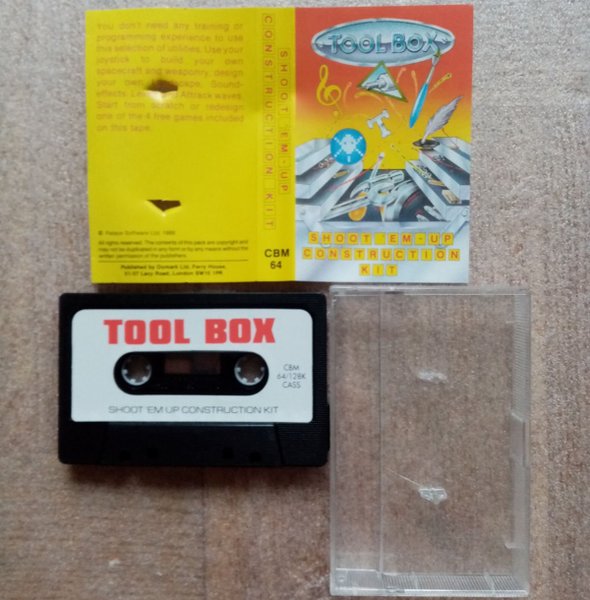 You don't need any training or
programming experience to use
this selection of utilities. Use your
joystick to build your own
spacecraft and weaponry, design
your own Sound-
effects. Attrack waves.
Start from scratch or redesign
one of the 4 free games included
on this tape.
© Palace Software Ltd.
All rights reserved. The contents of this pack are copyright and
may not be duplicated in any form or by any means without the
written permission of the publishers.
Published by Domark Ltd, Ferry House,
51-57 Lacy Road, London SW15 1PR.
SHOOT 'EM-UP
CONSTRUCTION KIT
CBM
64
TOOL BOX
SHOOT 'EM-UP
CONSTRUCTION
KIT
TOOL BOX
CBM
64/128K
CASS
SHOOT 'EM UP CONSTRUCTION KIT